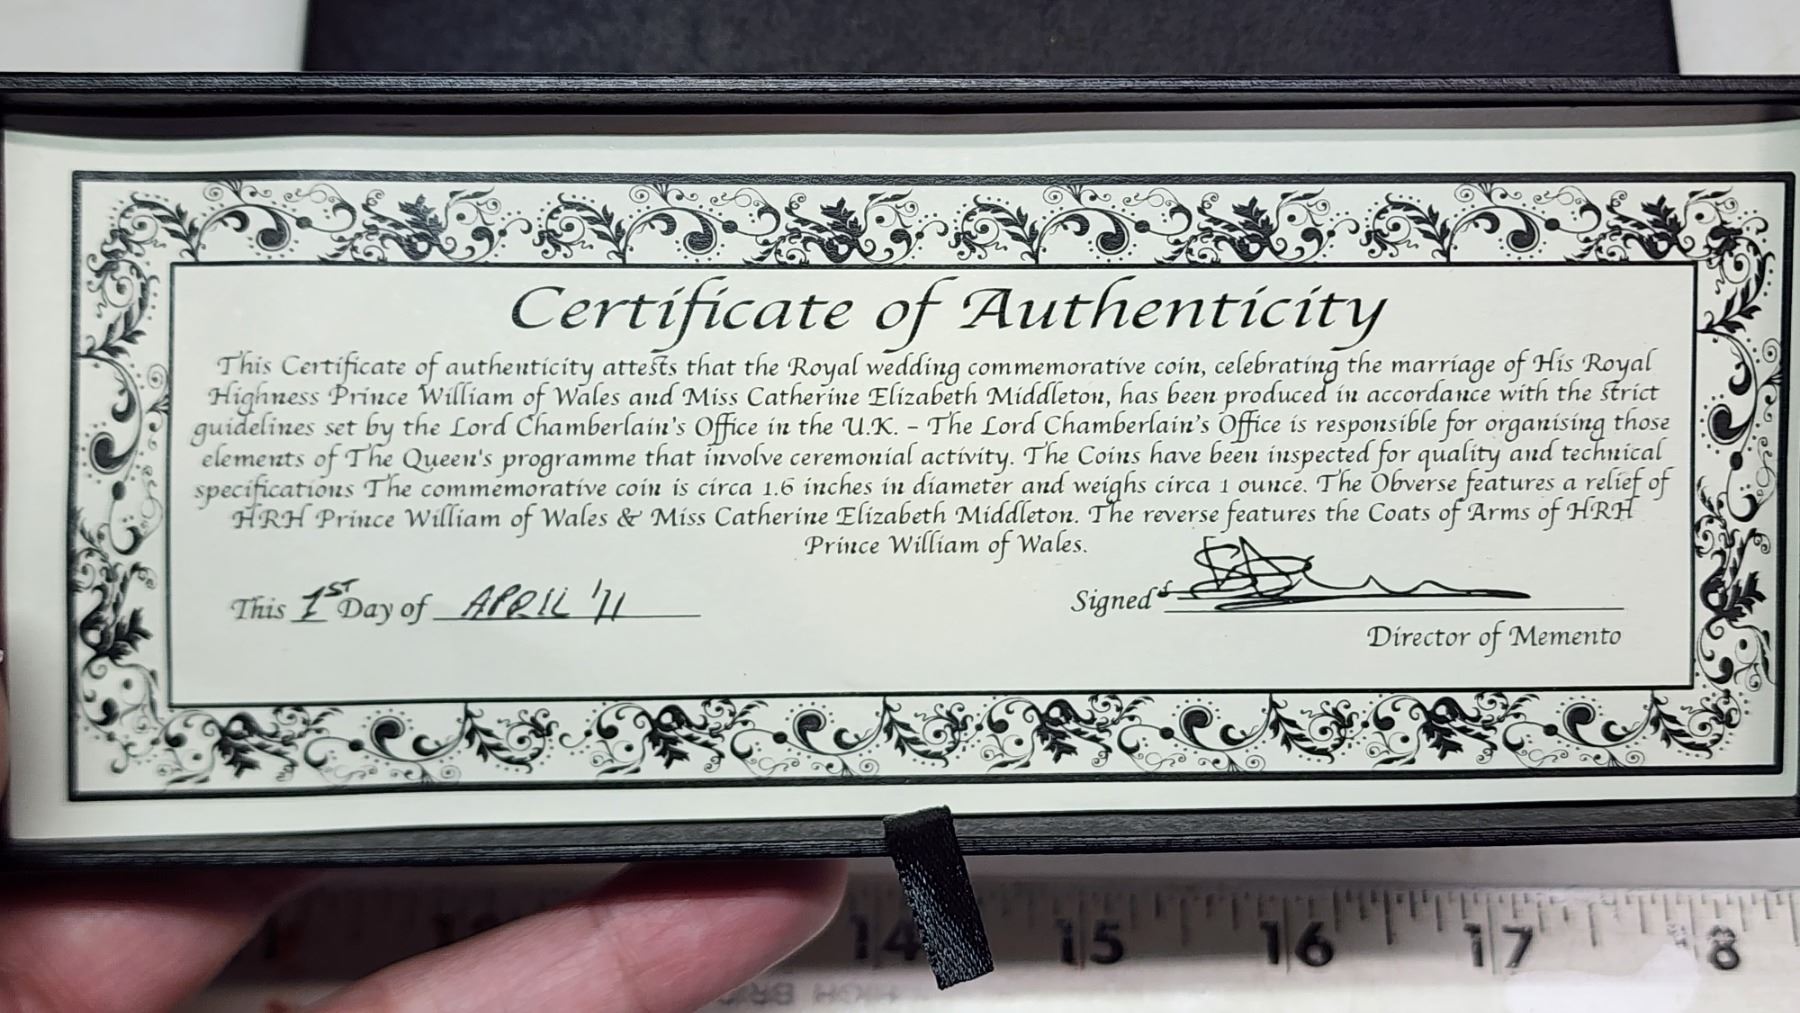 Certificate of Authenticity
This Certificate of authenticity attests that the Royal wedding commemorative coin, celebrating the marriage of His Royal
Highness Prince William of Wales and Miss Catherine Elizabeth Middleton, has been produced in accordance with the strict
guidelines set by the Lord Chamberlain's Office in the U.K. - The Lord Chamberlain's Office is responsible for organising those
elements of The Queen's programme that involve ceremonial activity. The Coins have been inspected for quality and technical
specifications The commemorative coin is circa 1.6 inches in diameter and weighs circa 1 ounce. The Obverse features a relief of
HRH Prince William of Wales & Miss Catherine Elizabeth Middleton. The reverse features the Coats of Arms of HRH
Prince William of Wales.
This 1ST Day of APRIL '11
Signed
Director of Memento
14 15 16 17 18